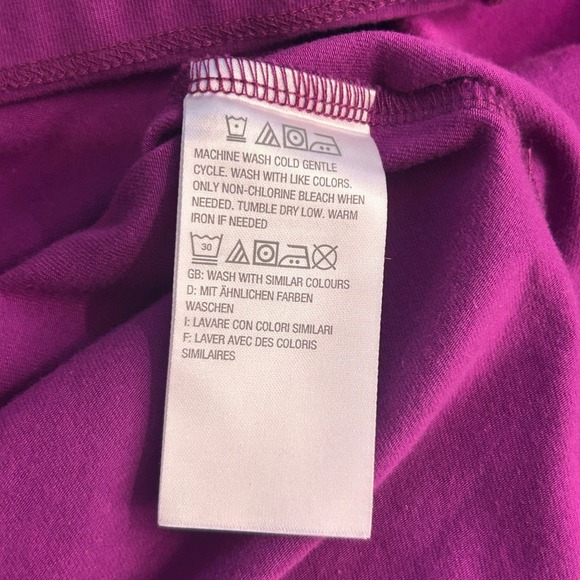 MACHINE WASH COLD GENTLE
CYCLE. WASH WITH LIKE COLORS.
ONLY NON-CHLORINE BLEACH WHEN
NEEDED. TUMBLE DRY LOW. WARM
IRON IF NEEDED
30
GB: WASH WITH SIMILAR COLOURS
D: MIT ÄHNLICHEN FARBEN
WASCHEN
I: LAVARE CON COLORI SIMILARI
F: LAVER AVEC DES COLORIS
SIMILAIRES